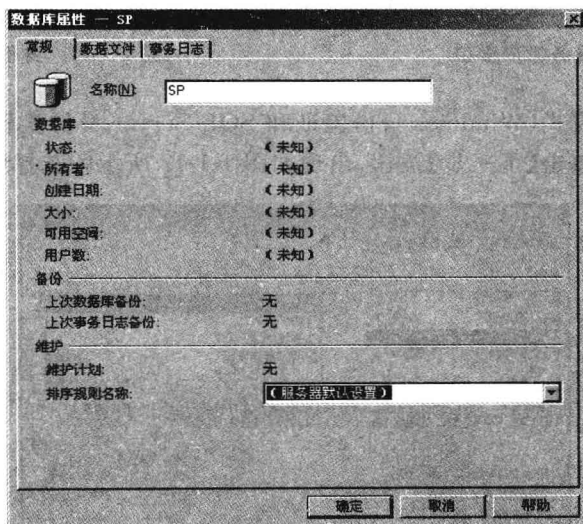 数据库属性 — SP
常规 数据文件 事务日志
名称(N): SP
数据库
状态: (未知)
所有者: (未知)
创建日期: (未知)
大小: (未知)
可用空间: (未知)
用户数: (未知)
备份
上次数据库备份: 无
上次事务日志备份: 无
维护
维护计划: 无
排序规则名称: (服务器默认设置)
确定 取消 帮助